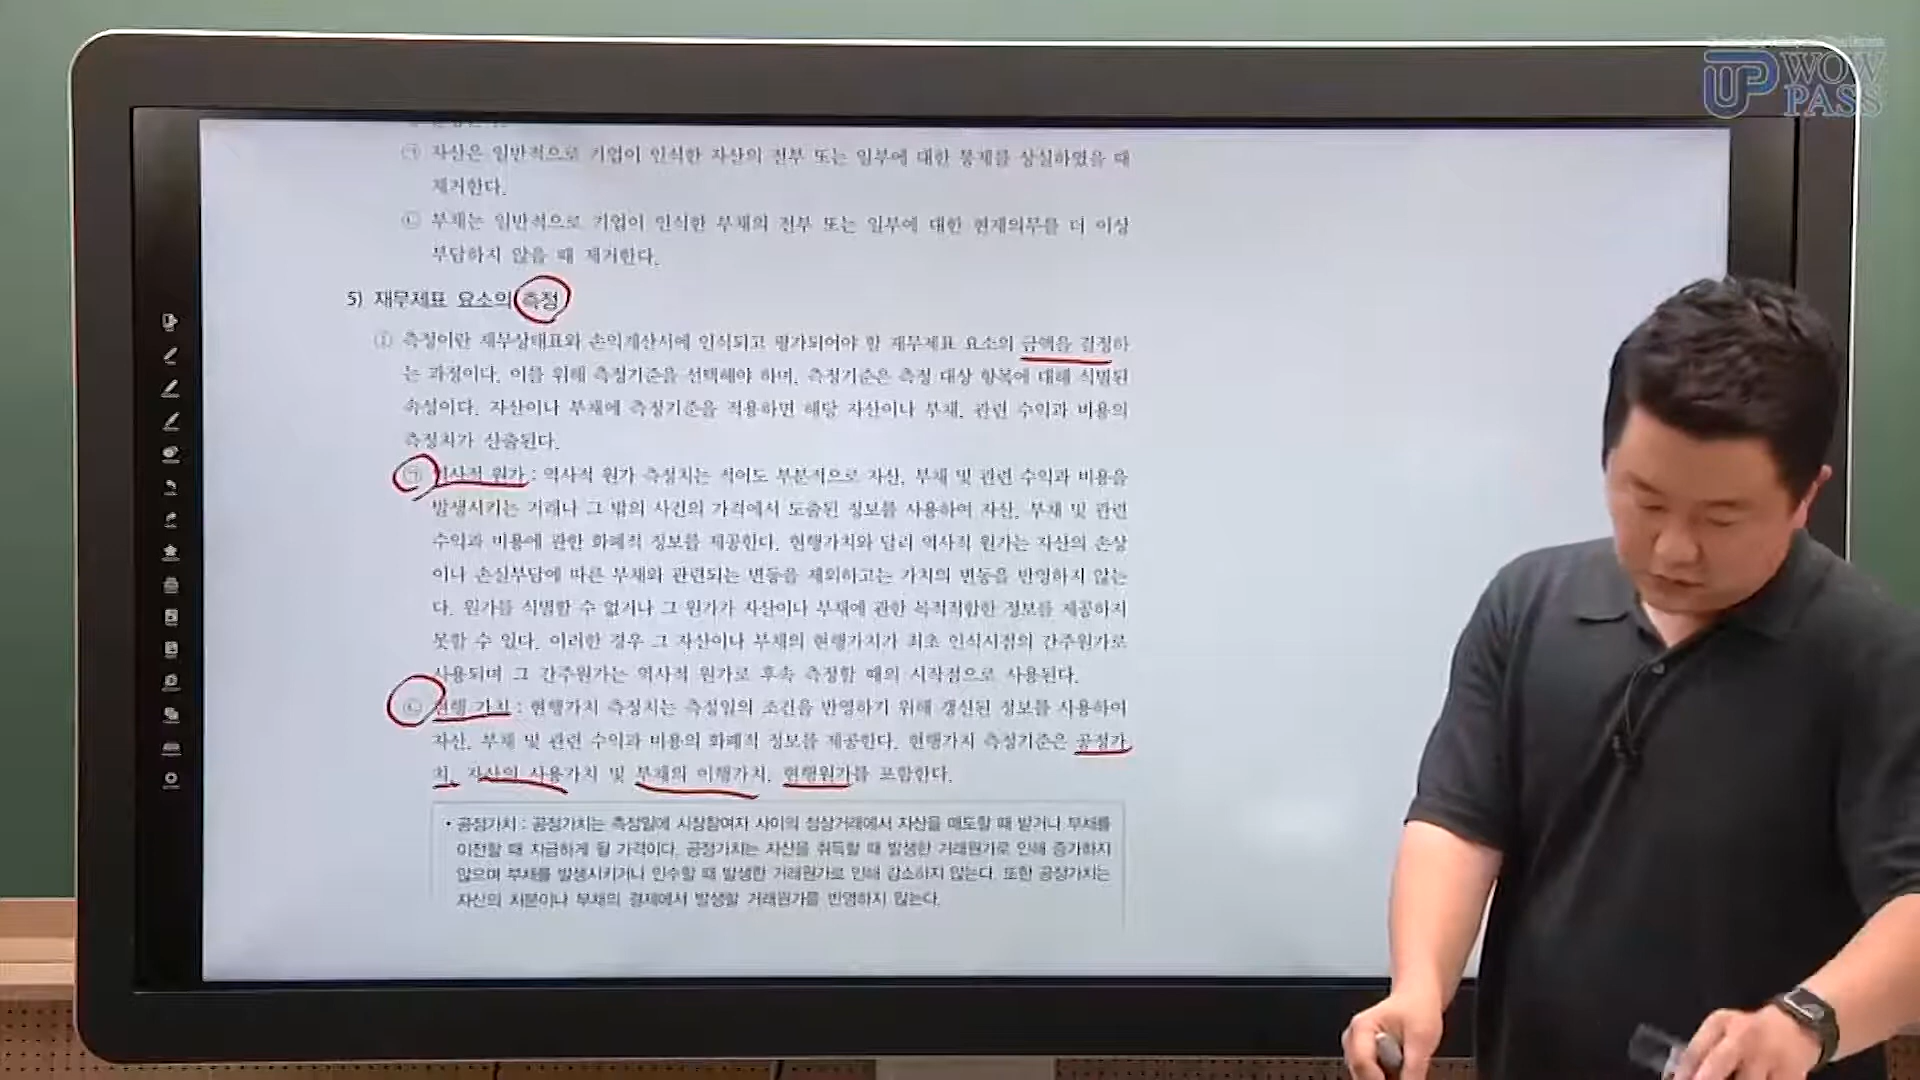 WOW
UP PASS
㉠ 자산은 일반적으로 기업이 인식한 자산의 전부 또는 일부에 대한 통제를 상실하였을 때
제거한다.
㉡ 부채는 일반적으로 기업이 인식한 부채의 전부 또는 일부에 대한 현재의무를 더 이상
부담하지 않을 때 제거한다.
5) 재무제표 요소의 측정
① 측정이란 재무상태표와 손익계산서에 인식되고 평가되어야 할 재무제표 요소의 금액을 결정하
는 과정이다. 이를 위해 측정기준을 선택해야 하며, 측정기준은 측정 대상 항목에 대해 식별된
속성이다. 자산이나 부채에 측정기준을 적용하면 해당 자산이나 부채, 관련 수익과 비용의
측정치가 산출된다.
㉠ 역사적 원가 : 역사적 원가 측정치는 적어도 부분적으로 자산, 부채 및 관련 수익과 비용을
발생시키는 거래나 그 밖의 사건의 가격에서 도출된 정보를 사용하여 자산, 부채 및 관련
수익과 비용에 관한 화폐적 정보를 제공한다. 현행가치와 달리 역사적 원가는 자산의 손상
이나 손실부담에 따른 부채와 관련되는 변동을 제외하고는 가치의 변동을 반영하지 않는
다. 원가를 식별할 수 없거나 그 원가가 자산이나 부채에 관한 목적적합한 정보를 제공하지
못할 수 있다. 이러한 경우 그 자산이나 부채의 현행가치가 최초 인식시점의 간주원가로
사용되며 그 간주원가는 역사적 원가로 후속 측정할 때의 시작점으로 사용된다.
㉡ 현행 가치 : 현행가치 측정치는 측정일의 조건을 반영하기 위해 갱신된 정보를 사용하여
자산, 부채 및 관련 수익과 비용의 화폐적 정보를 제공한다. 현행가치 측정기준은 공정가
치, 자산의 사용가치 및 부채의 이행가치, 현행원가를 포함한다.
• 공정가치 : 공정가치는 측정일에 시장참여자 사이의 정상거래에서 자산을 매도할 때 받거나 부채를
이전할 때 지급하게 될 가격이다. 공정가치는 자산을 취득할 때 발생한 거래원가로 인해 증가하지
않으며 부채를 발생시키거나 인수할 때 발생한 거래원가로 인해 감소하지 않는다. 또한 공정가치는
자산의 처분이나 부채의 결제에서 발생할 거래원가를 반영하지 않는다.